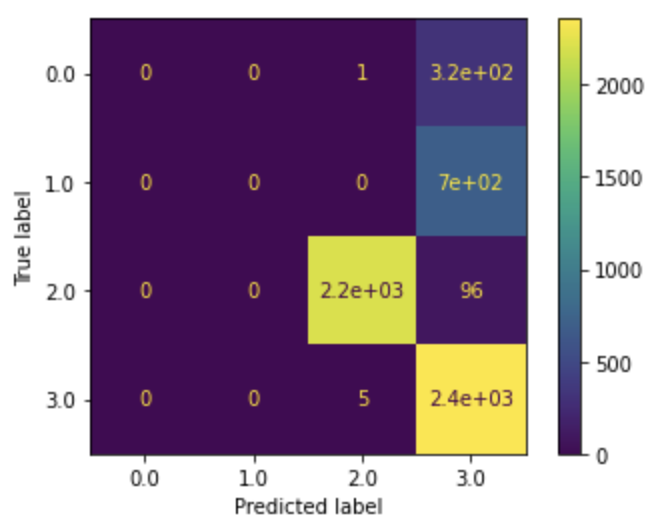 0.0 0 0 1 3.2e+02
1.0 0 0 0 7e+02
2.0 0 0 2.2e+03 96
3.0 0 0 5 2.4e+03
0.0 1.0 2.0 3.0
Predicted label
True label
2000
1500
1000
500
0